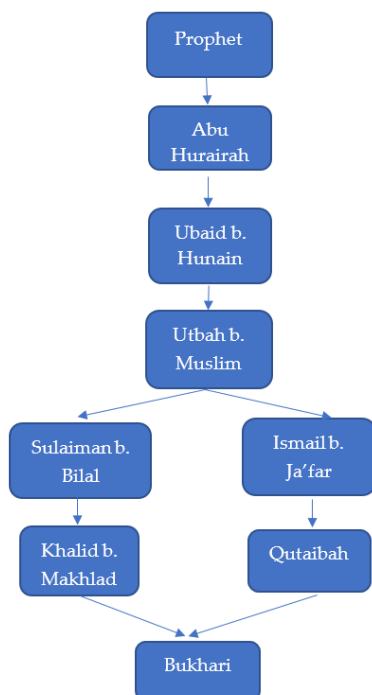 Prophet
Abu
Hurairah
Ubaid b.
Hunain
Utbah b.
Muslim
Sulaiman b.
Bilal
Ismail b.
Ja’far
Khalid b.
Makhlad
Qutaibah
Bukhari